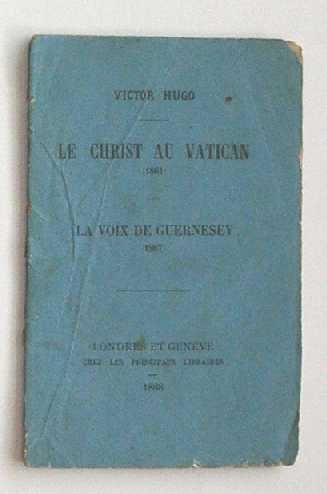 VICTOR HUGO
LE CHRIST AU VATICAN
1861
LA VOIX DE GUERNESEY
1867
LONDRES ET GENÈVE
CHEZ LES PRINCIPAUX LIBRAIRES
1868